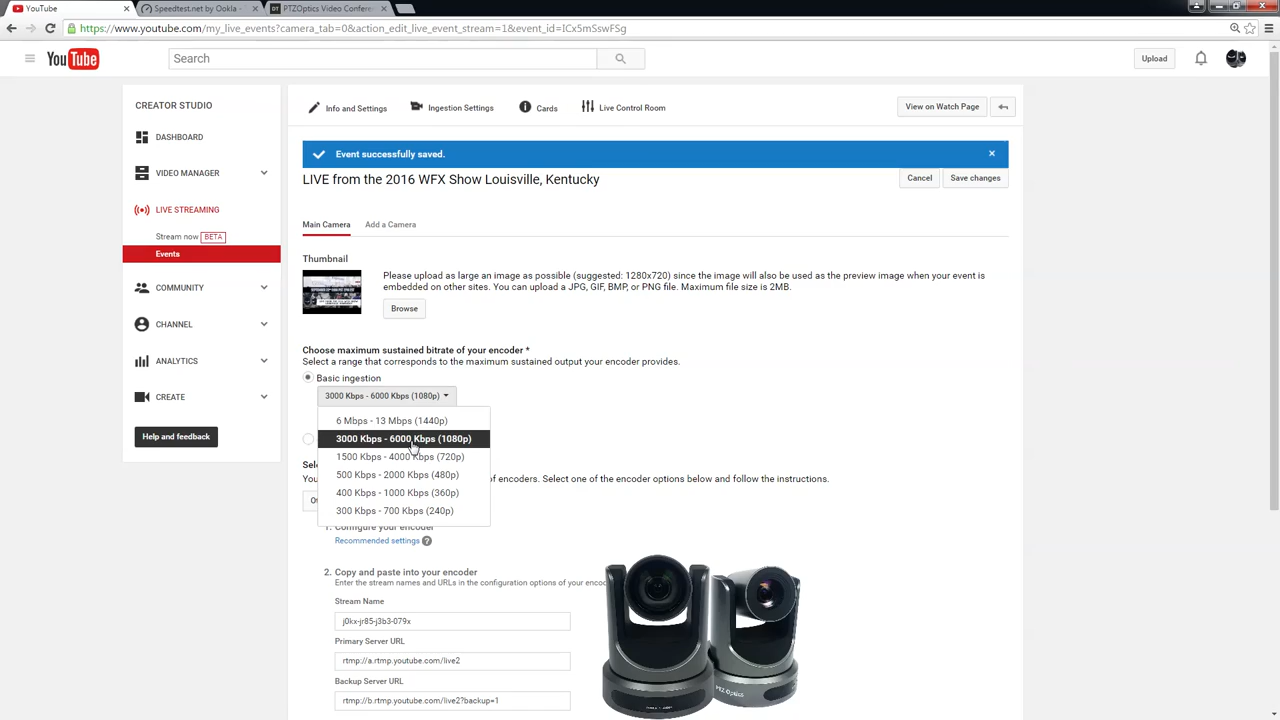 YouTube
Speedtest.net by Ookla -
PTZOptics Video Confere
https://www.youtube.com/my_live_events?camera_tab=0&action_edit_live_event_stream=1&event_id=ICx5mSswFSg
YouTube
Search
Upload
CREATOR STUDIO
DASHBOARD
VIDEO MANAGER
LIVE STREAMING
Stream now BETA
Events
COMMUNITY
CHANNEL
ANALYTICS
CREATE
Help and feedback
Info and Settings
Ingestion Settings
Cards
Live Control Room
View on Watch Page
Event successfully saved.
LIVE from the 2016 WFX Show Louisville, Kentucky
Cancel
Save changes
Main Camera
Add a Camera
Thumbnail
Please upload as large an image as possible (suggested: 1280x720) since the image will also be used as the preview image when your event is
embedded on other sites. You can upload a JPG, GIF, BMP, or PNG file. Maximum file size is 2MB.
Browse
Choose maximum sustained bitrate of your encoder *
Select a range that corresponds to the maximum sustained output your encoder provides.
Basic ingestion
3000 Kbps - 6000 Kbps (1080p)
6 Mbps - 13 Mbps (1440p)
3000 Kbps - 6000 Kbps (1080p)
1500 Kbps - 4000 Kbps (720p)
500 Kbps - 2000 Kbps (480p)
400 Kbps - 1000 Kbps (360p)
300 Kbps - 700 Kbps (240p)
Sel
You
of encoders. Select one of the encoder options below and follow the instructions.
1. Configure your encoder
Recommended settings ?
2. Copy and paste into your encoder
Enter the stream names and URLs in the configuration options of your enco
Stream Name
j0kx-jr85-j3b3-079x
Primary Server URL
rtmp://a.rtmp.youtube.com/live2
Backup Server URL
rtmp://b.rtmp.youtube.com/live2?backup=1
PTZ Optics